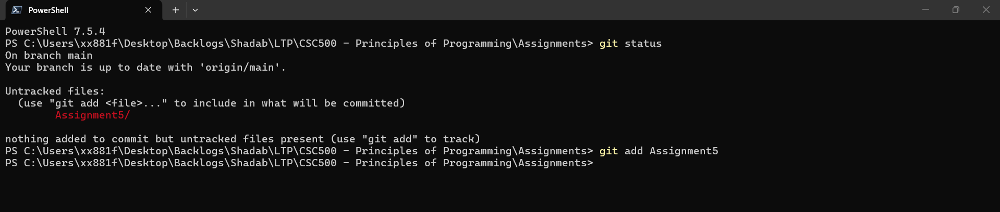 PowerShell
PowerShell 7.5.4
PS C:\Users\xx881f\Desktop\Backlogs\Shadab\LTP\CSC500 - Principles of Programming\Assignments> git status
On branch main
Your branch is up to date with 'origin/main'.
Untracked files:
  (use "git add <file>..." to include in what will be committed)
        Assignment5/
nothing added to commit but untracked files present (use "git add" to track)
PS C:\Users\xx881f\Desktop\Backlogs\Shadab\LTP\CSC500 - Principles of Programming\Assignments> git add Assignment5
PS C:\Users\xx881f\Desktop\Backlogs\Shadab\LTP\CSC500 - Principles of Programming\Assignments>